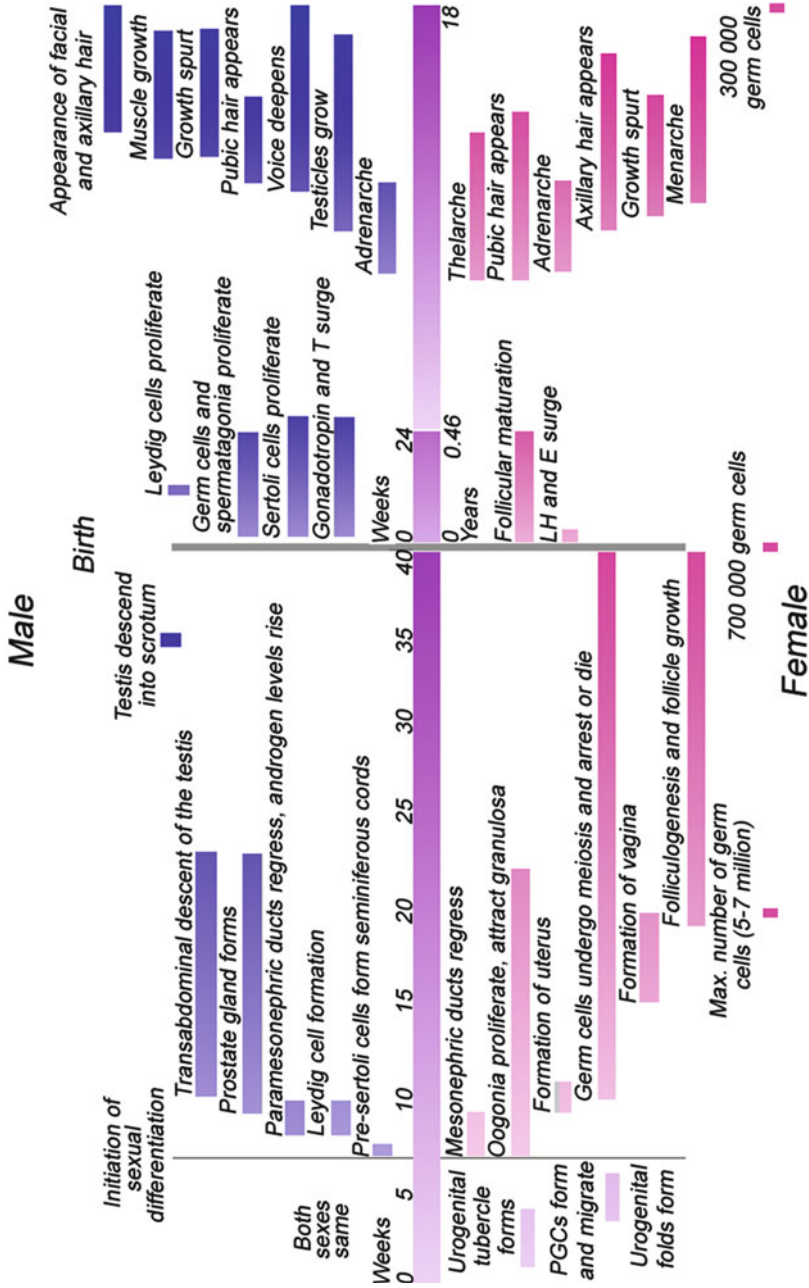 Male
Birth
Initiation of
sexual
differentiation
Testis descend
into scrotum
Appearance of facial
and axillary hair
Transabdominal descent of the testis
Leydig cells proliferate
Muscle growth
Prostate gland forms
Germ cells and
spermatagonia proliferate
Growth spurt
Paramesonephric ducts regress, androgen levels rise
Sertoli cells proliferate
Pubic hair appears
Both
sexes
same
Leydig cell formation
Gonadotropin and T surge
Voice deepens
Testicles grow
Pre-sertoli cells form seminiferous cords
Adrenarche
Weeks
Weeks
0 5 10 15 20 25 30 35 40 0 24
Years
0 0.46 18
Urogenital
tubercle
forms
Mesonephric ducts regress
Thelarche
Oogonia proliferate, attract granulosa
Follicular maturation
Pubic hair appears
PGCs form
and migrate
Formation of uterus
LH and E surge
Adrenarche
Germ cells undergo meiosis and arrest or die
Axillary hair appears
Urogenital
folds form
Formation of vagina
Growth spurt
Folliculogenesis and follicle growth
Menarche
Max. number of germ
cells (5-7 million)
700 000 germ cells
300 000
germ cells
Female